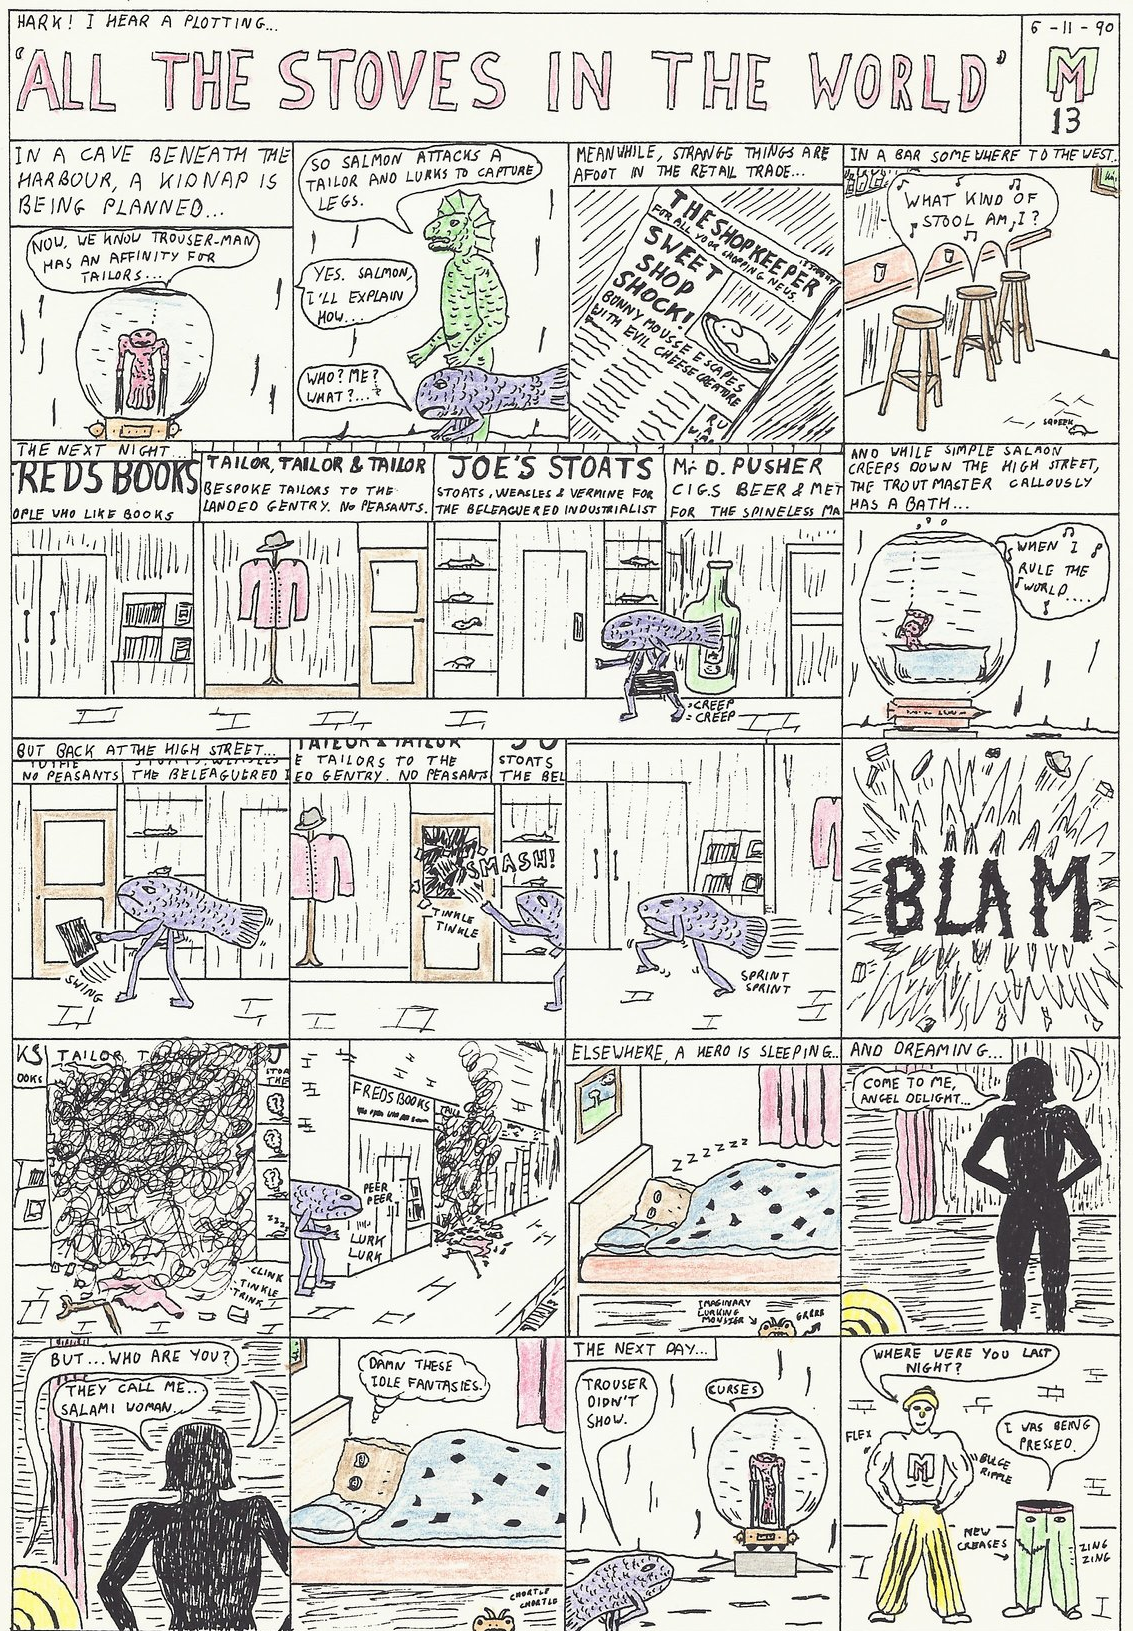 HARK! I HEAR A PLOTTING...
'ALL THE STOVES IN THE WORLD'
6-11-90
M
13
IN A CAVE BENEATH THE
HARBOUR, A KIDNAP IS
BEING PLANNED...
NOW, WE KNOW TROUSER-MAN
HAS AN AFFINITY FOR
TAILORS...
SO SALMON ATTACKS A
TAILOR AND LURKS TO CAPTURE
LEGS.
YES. SALMON,
I'LL EXPLAIN
HOW...
WHO? ME?
WHAT?...?
MEANWHILE, STRANGE THINGS ARE
AFOOT IN THE RETAIL TRADE...
THE SHOPKEEPER
FOR ALL YOUR SHOPPING NEWS.
SWEET
SHOP
SHOCK!
BUNNY MOUSSE ESCAPES
WITH EVIL CHEESE CREATURE
IN A BAR SOMEWHERE TO THE WEST..
WHAT KIND OF
STOOL AM I?
SQUEEK
THE NEXT NIGHT...
FREDS BOOKS
OPLE WHO LIKE BOOKS
TAILOR, TAILOR & TAILOR
BESPOKE TAILORS TO THE
LANDED GENTRY. NO PEASANTS.
JOE'S STOATS
STOATS, WEASLES & VERMINE FOR
THE BELEAGUERED INDUSTRIALIST
Mr D. PUSHER
CIGS BEER & MET
FOR THE SPINELESS MA
CREEP
CREEP
AND WHILE SIMPLE SALMON
CREEPS DOWN THE HIGH STREET,
THE TROUTMASTER CALLOUSLY
HAS A BATH...
WHEN I
RULE THE
WORLD....
BUT BACK AT THE HIGH STREET...
TO THE
NO PEASANTS
STOATS, WEASLES
THE BELEAGUERED I
SWING
TAILOR & TAILOR
E TAILORS TO THE
ED GENTRY. NO PEASANTS
JO
STOATS
THE BEL
SMASH!
TINKLE
TINKLE
SPRINT
SPRINT
BLAM
KS
OOKS
TAILOR TA
J
STOA
THE
CLINK
TINKLE
TRINK
FREDS BOOKS
PEER
PEER
LURK
LURK
ELSEWHERE, A HERO IS SLEEPING...
ZZZZZ
IMAGINARY
LURKING
MONSTER
GRRRR
AND DREAMING...
COME TO ME,
ANGEL DELIGHT...
BUT...WHO ARE YOU?
THEY CALL ME..
SALAMI WOMAN..
DAMN THESE
IDLE FANTASIES.
CHORTLE
CHORTLE
THE NEXT DAY...
TROUSER
DIDN'T
SHOW.
CURSES
WHERE WERE YOU LAST
NIGHT?
I WAS BEING
PRESSED.
FLEX
M
BULGE
RIPPLE
NEW
CREASES
ZING
ZING